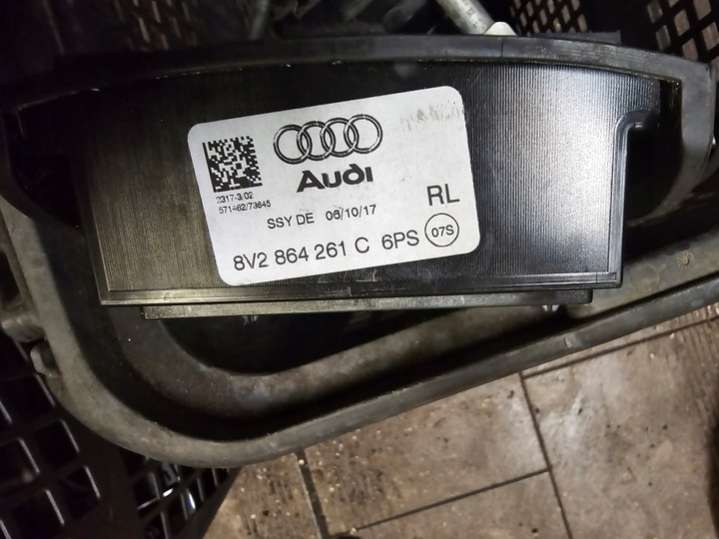 Audi
2317-3/02
571462/73645
SSY DE 06/10/17
RL
8V2 864 261 C 6PS 07S